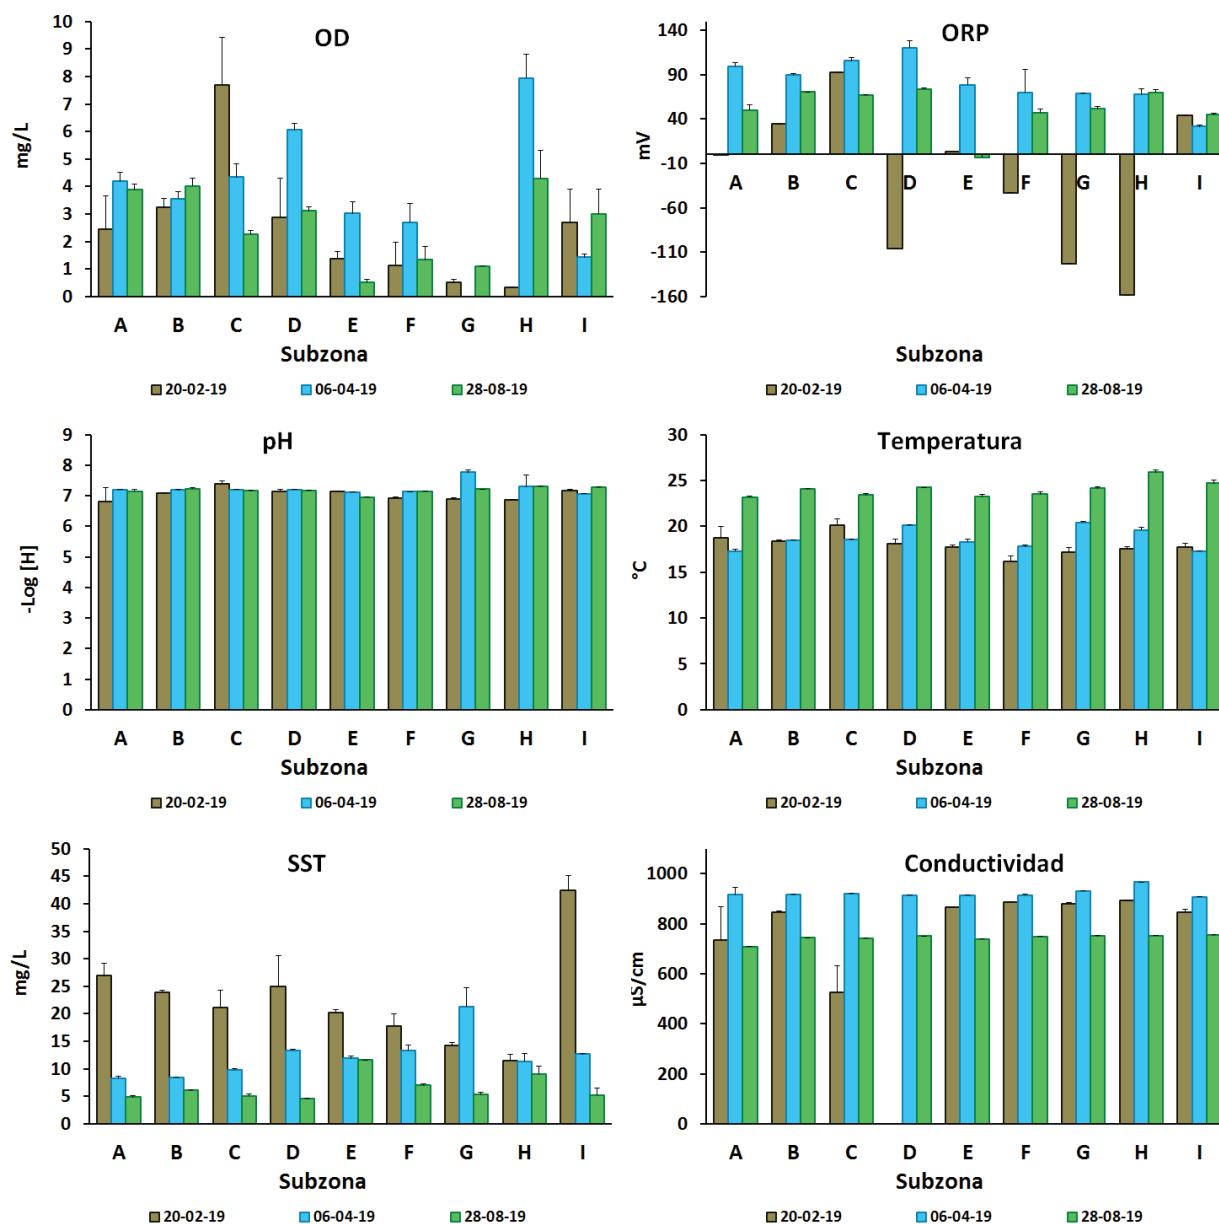 OD
10
9
8
7
6
5
4
3
2
1
0
mg/L
A B C D E F G H I
Subzona
20-02-19 06-04-19 28-08-19
ORP
140
90
40
-10
-60
-110
-160
mV
A B C D E F G H I
Subzona
20-02-19 06-04-19 28-08-19
pH
9
8
7
6
5
4
3
2
1
0
-Log [H]
A B C D E F G H I
Subzona
20-02-19 06-04-19 28-08-19
Temperatura
30
25
20
15
10
5
0
°C
A B C D E F G H I
Subzona
20-02-19 06-04-19 28-08-19
SST
50
45
40
35
30
25
20
15
10
5
0
mg/L
A B C D E F G H I
Subzona
20-02-19 06-04-19 28-08-19
Conductividad
1000
800
600
400
200
0
µS/cm
A B C D E F G H I
Subzona
20-02-19 06-04-19 28-08-19